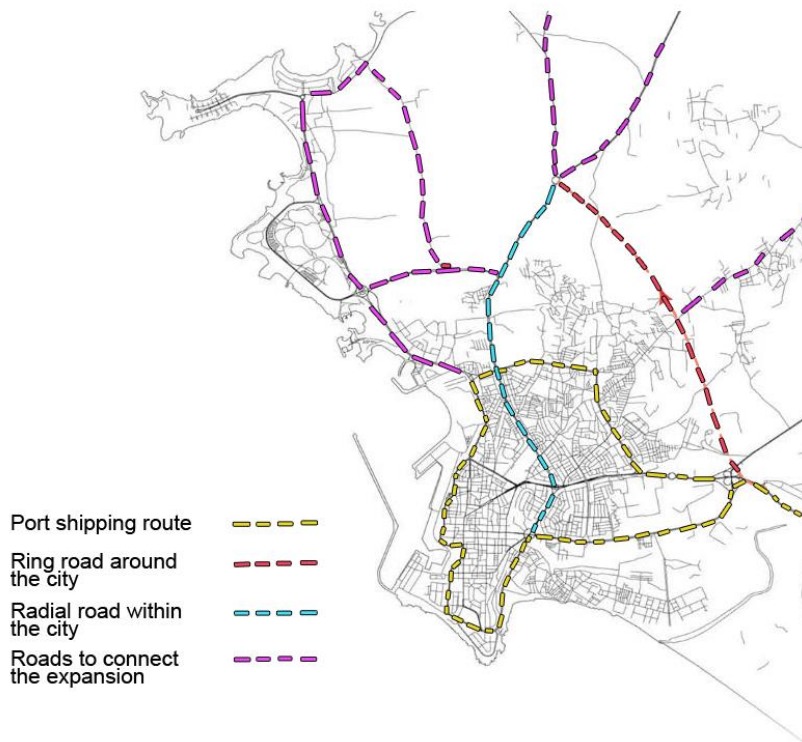 Port shipping route
Ring road around
the city
Radial road within
the city
Roads to connect
the expansion